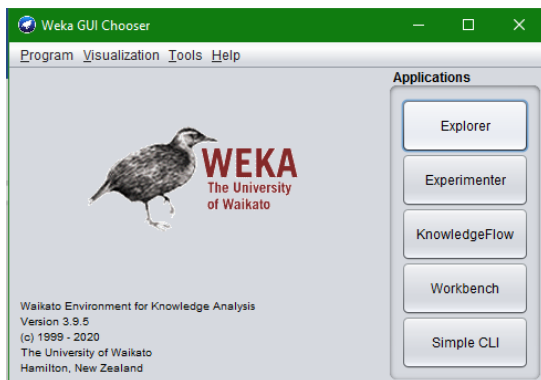 Weka GUI Chooser
Program Visualization Tools Help
Applications
WEKA
The University
of Waikato
Explorer
Experimenter
KnowledgeFlow
Workbench
Simple CLI
Waikato Environment for Knowledge Analysis
Version 3.9.5
(c) 1999 - 2020
The University of Waikato
Hamilton, New Zealand